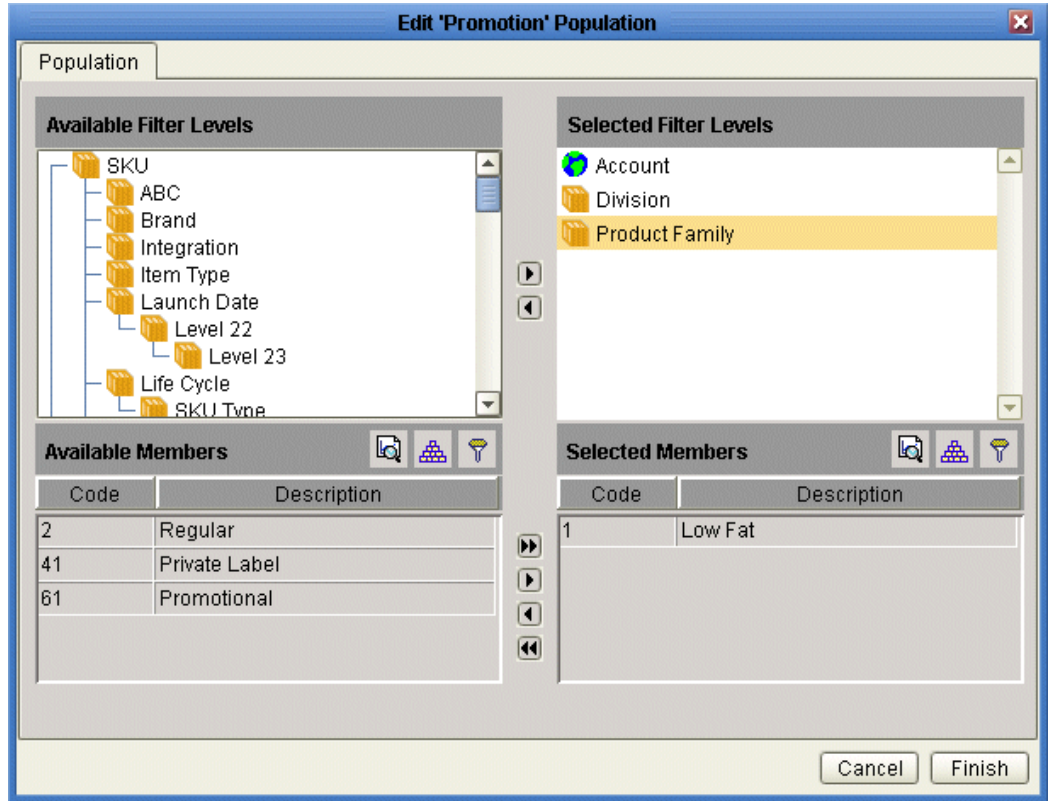 Edit 'Promotion' Population
Population
Available Filter Levels
SKU
ABC
Brand
Integration
Item Type
Launch Date
Level 22
Level 23
Life Cycle
SKU Type
Selected Filter Levels
Account
Division
Product Family
Available Members
Code Description
2 Regular
41 Private Label
61 Promotional
Selected Members
Code Description
1 Low Fat
Cancel Finish